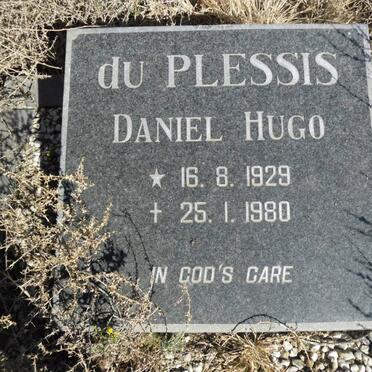 du PLESSIS
DANIEL HUGO
★ 16. 8. 1929
✝ 25. 1. 1980
IN GOD'S CARE